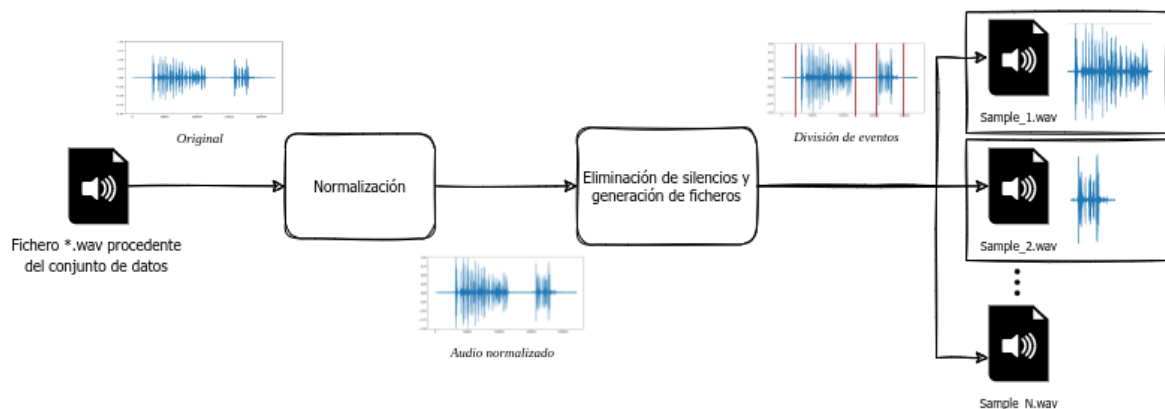 Original
División de eventos
Sample_1.wav
Normalización
Eliminación de silencios y
generación de ficheros
Fichero *.wav procedente
del conjunto de datos
Sample_2.wav
Audio normalizado
Sample_N.wav